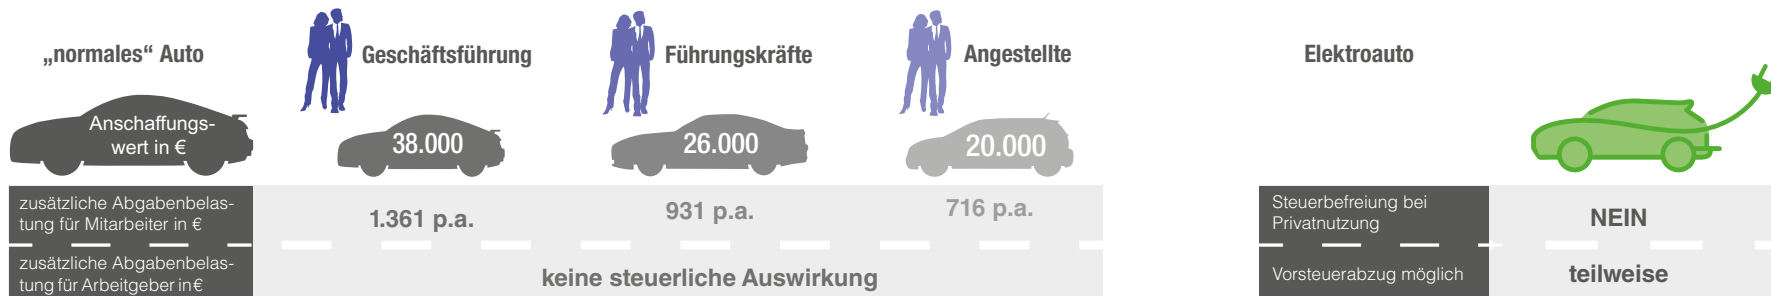 „normales“ Auto
Geschäftsführung
Führungskräfte
Angestellte
Elektroauto
Anschaffungs-
wert in €
38.000
26.000
20.000
zusätzliche Abgabenbelas-
tung für Mitarbeiter in €
1.361 p.a.
931 p.a.
716 p.a.
zusätzliche Abgabenbelas-
tung für Arbeitgeber in€
keine steuerliche Auswirkung
Steuerbefreiung bei
Privatnutzung
NEIN
Vorsteuerabzug möglich
teilweise